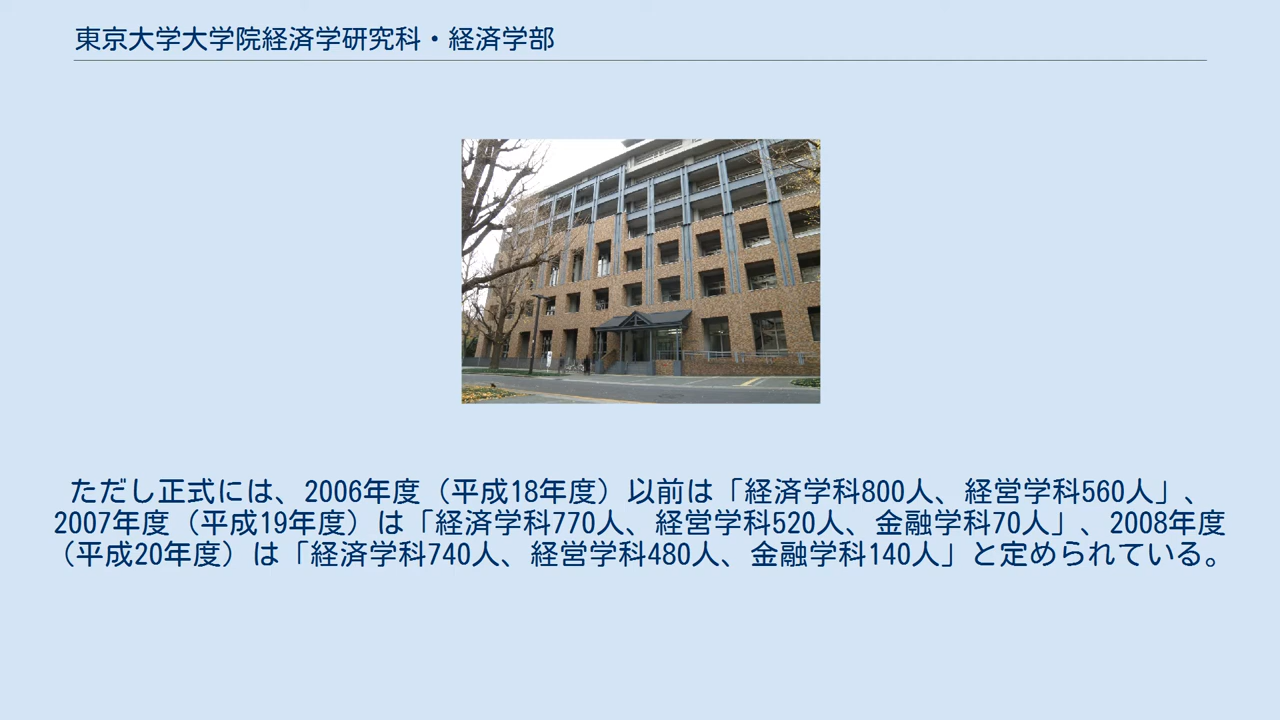 東京大学大学院経済学研究科・経済学部
ただし正式には、2006年度（平成18年度）以前は「経済学科800人、経営学科560人」、
2007年度（平成19年度）は「経済学科770人、経営学科520人、金融学科70人」、2008年度
（平成20年度）は「経済学科740人、経営学科480人、金融学科140人」と定められている。